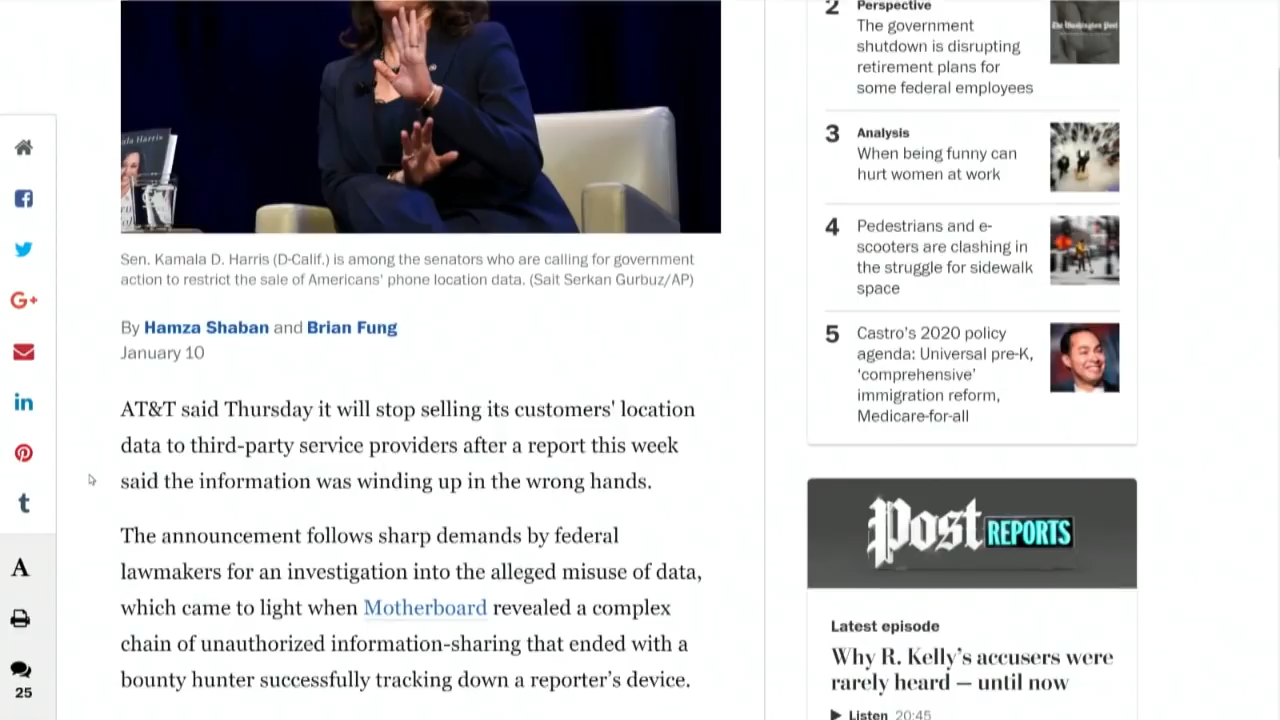 ala Harris
Sen. Kamala D. Harris (D-Calif.) is among the senators who are calling for government
action to restrict the sale of Americans' phone location data. (Sait Serkan Gurbuz/AP)
By Hamza Shaban and Brian Fung
January 10
AT&T said Thursday it will stop selling its customers' location
data to third-party service providers after a report this week
said the information was winding up in the wrong hands.
The announcement follows sharp demands by federal
lawmakers for an investigation into the alleged misuse of data,
which came to light when Motherboard revealed a complex
chain of unauthorized information-sharing that ended with a
bounty hunter successfully tracking down a reporter's device.
G+
in
t
A
25
2 Perspective
The government
shutdown is disrupting
retirement plans for
some federal employees
The Washington Post
3 Analysis
When being funny can
hurt women at work
4 Pedestrians and e-
scooters are clashing in
the struggle for sidewalk
space
5 Castro's 2020 policy
agenda: Universal pre-K,
‘comprehensive’
immigration reform,
Medicare-for-all
Post REPORTS
Latest episode
Why R. Kelly's accusers were
rarely heard — until now
Listen 20:45